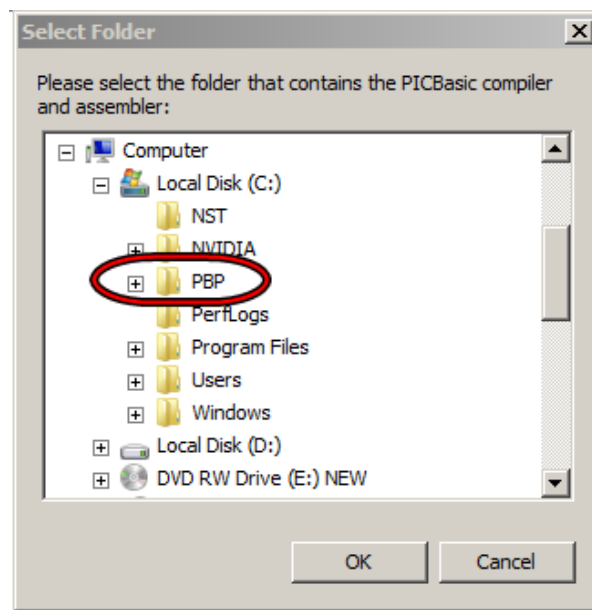 Select Folder
Please select the folder that contains the PICBasic compiler
and assembler:
Computer
Local Disk (C:)
NST
NVIDIA
PBP
PerfLogs
Program Files
Users
Windows
Local Disk (D:)
DVD RW Drive (E:) NEW
OK Cancel